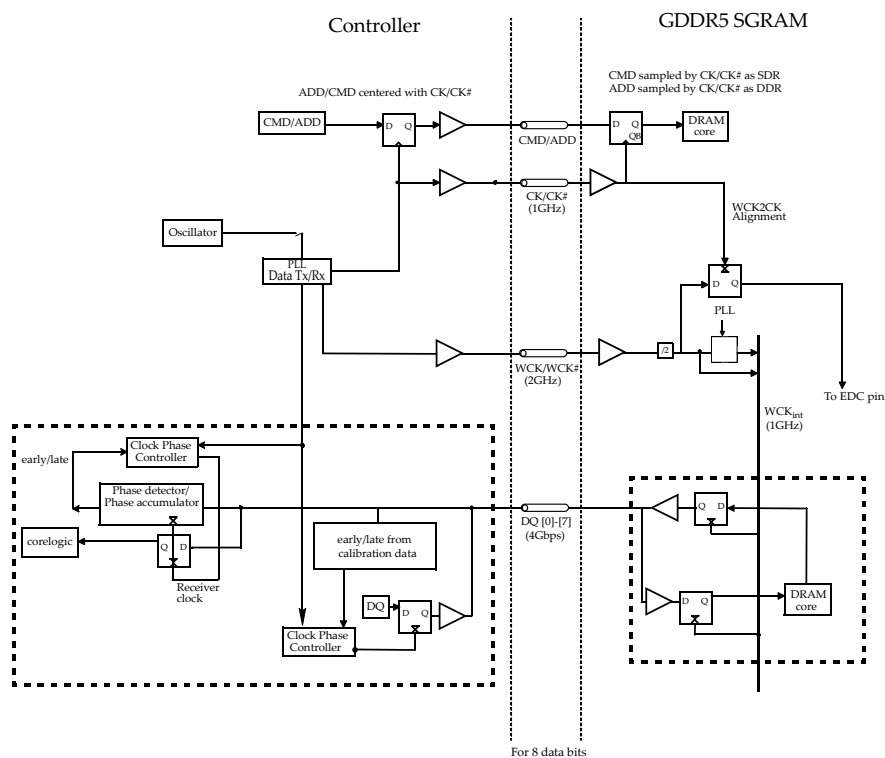 Controller
GDDR5 SGRAM
ADD/CMD centered with CK/CK#
CMD sampled by CK/CK# as SDR
ADD sampled by CK/CK# as DDR
CMD/ADD
D Q
CMD/ADD
D Q
QB
DRAM
core
CK/CK#
(1GHz)
WCK2CK
Alignment
Oscillator
PLL
Data Tx/Rx
D Q
PLL
/2
WCK/WCK#
(2GHz)
To EDC pin
WCKint
(1GHz)
early/late
Clock Phase
Controller
Phase detector/
Phase accumulator
corelogic
Q D
Receiver
clock
early/late from
calibration data
DQ [0]-[7]
(4Gbps)
Q D
DQ
D Q
Clock Phase
Controller
D Q
DRAM
core
For 8 data bits